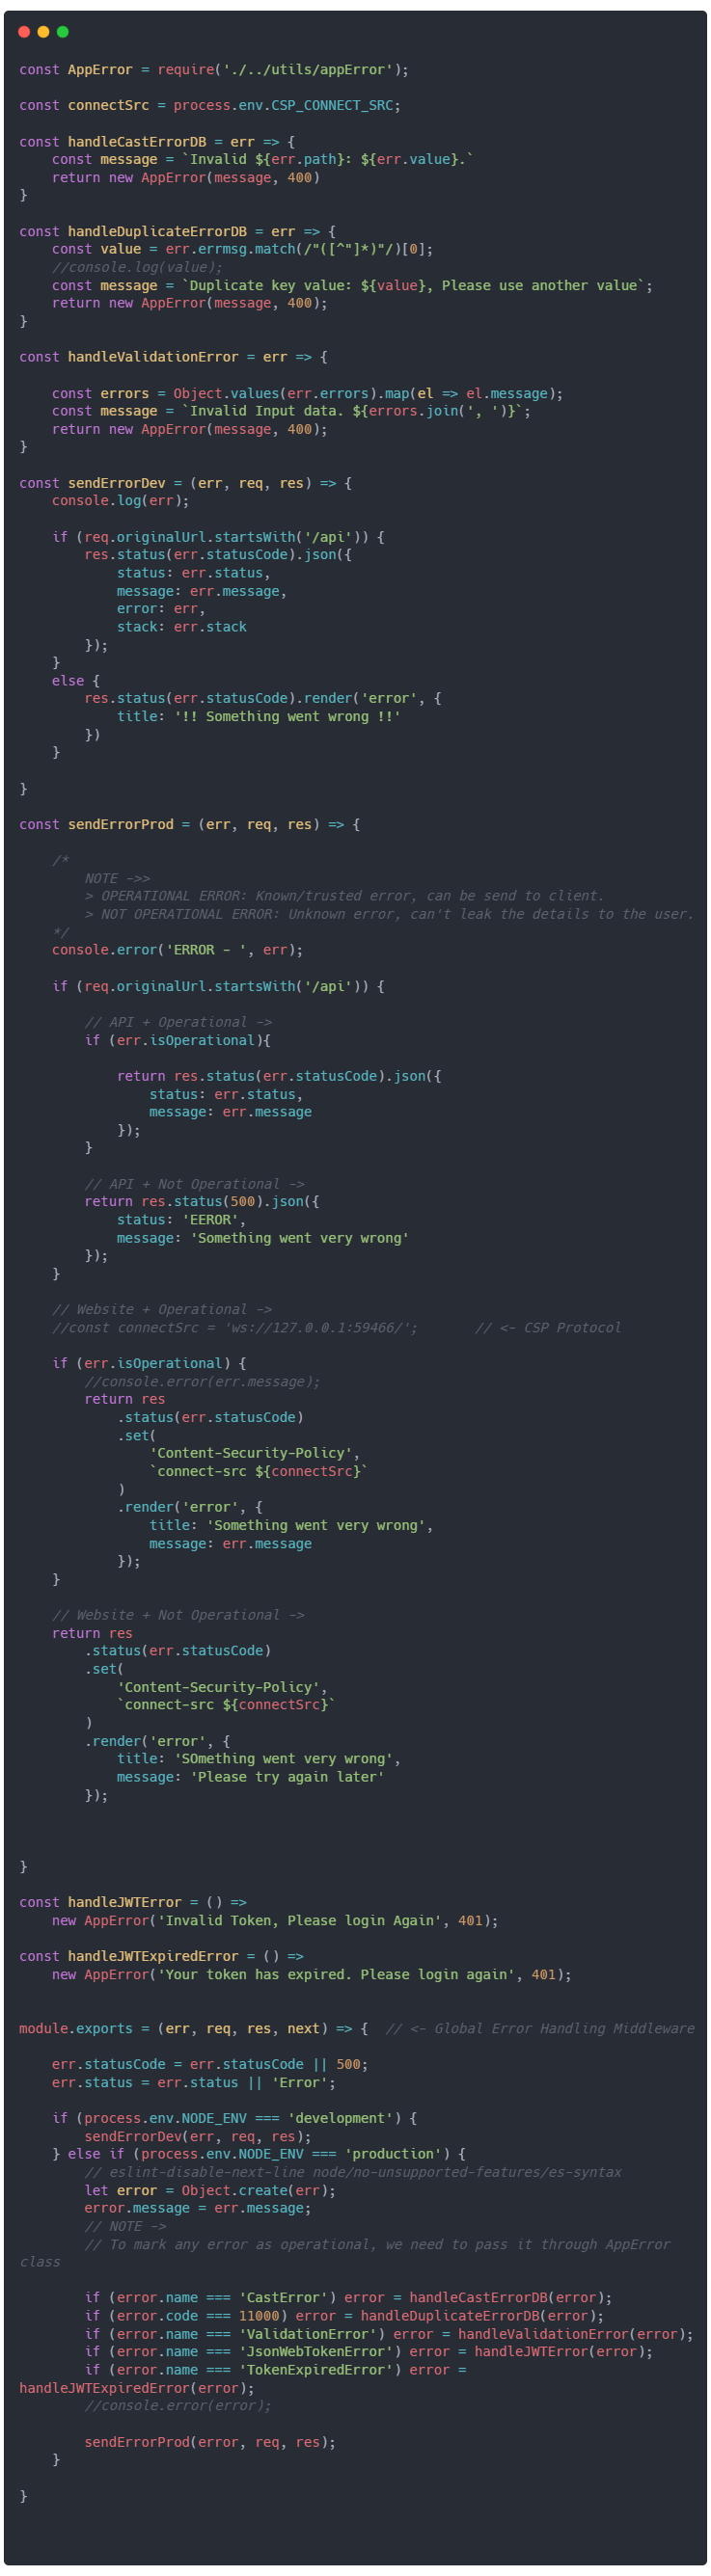 const AppError = require('./../utils/appError');
const connectSrc = process.env.CSP_CONNECT_SRC;
const handleCastErrorDB = err => {
    const message = `Invalid ${err.path}: ${err.value}.`
    return new AppError(message, 400)
}
const handleDuplicateErrorDB = err => {
    const value = err.errmsg.match(/"([^"]*)"/)[0];
    //console.log(value);
    const message = `Duplicate key value: ${value}, Please use another value`;
    return new AppError(message, 400);
}
const handleValidationError = err => {
    const errors = Object.values(err.errors).map(el => el.message);
    const message = `Invalid Input data. ${errors.join(', ')}`;
    return new AppError(message, 400);
}
const sendErrorDev = (err, req, res) => {
    console.log(err);
    if (req.originalUrl.startsWith('/api')) {
        res.status(err.statusCode).json({
            status: err.status,
            message: err.message,
            error: err,
            stack: err.stack
        });
    }
    else {
        res.status(err.statusCode).render('error', {
            title: '!! Something went wrong !!'
        })
    }
}
const sendErrorProd = (err, req, res) => {
    /*
        NOTE ->>
        > OPERATIONAL ERROR: Known/trusted error, can be send to client.
        > NOT OPERATIONAL ERROR: Unknown error, can't leak the details to the user.
    */
    console.error('ERROR - ', err);
    if (req.originalUrl.startsWith('/api')) {
        // API + Operational ->
        if (err.isOperational){
            return res.status(err.statusCode).json({
                status: err.status,
                message: err.message
            });
        }
        // API + Not Operational ->
        return res.status(500).json({
            status: 'EEROR',
            message: 'Something went very wrong'
        });
    }
    // Website + Operational ->
    //const connectSrc = 'ws://127.0.0.1:59466/';       // <- CSP Protocol
    if (err.isOperational) {
        //console.error(err.message);
        return res
            .status(err.statusCode)
            .set(
                'Content-Security-Policy',
                `connect-src ${connectSrc}`
            )
            .render('error', {
                title: 'Something went very wrong',
                message: err.message
            });
    }
    // Website + Not Operational ->
    return res
        .status(err.statusCode)
        .set(
            'Content-Security-Policy',
            `connect-src ${connectSrc}`
        )
        .render('error', {
            title: 'SOmething went very wrong',
            message: 'Please try again later'
        });
}
const handleJWTError = () =>
    new AppError('Invalid Token, Please login Again', 401);
const handleJWTExpiredError = () =>
    new AppError('Your token has expired. Please login again', 401);
module.exports = (err, req, res, next) => {  // <- Global Error Handling Middleware
    err.statusCode = err.statusCode || 500;
    err.status = err.status || 'Error';
    if (process.env.NODE_ENV === 'development') {
        sendErrorDev(err, req, res);
    } else if (process.env.NODE_ENV === 'production') {
        // eslint-disable-next-line node/no-unsupported-features/es-syntax
        let error = Object.create(err);
        error.message = err.message;
        // NOTE ->
        // To mark any error as operational, we need to pass it through AppError
class
        if (error.name === 'CastError') error = handleCastErrorDB(error);
        if (error.code === 11000) error = handleDuplicateErrorDB(error);
        if (error.name === 'ValidationError') error = handleValidationError(error);
        if (error.name === 'JsonWebTokenError') error = handleJWTError(error);
        if (error.name === 'TokenExpiredError') error =
handleJWTExpiredError(error);
        //console.error(error);
        sendErrorProd(error, req, res);
    }
}